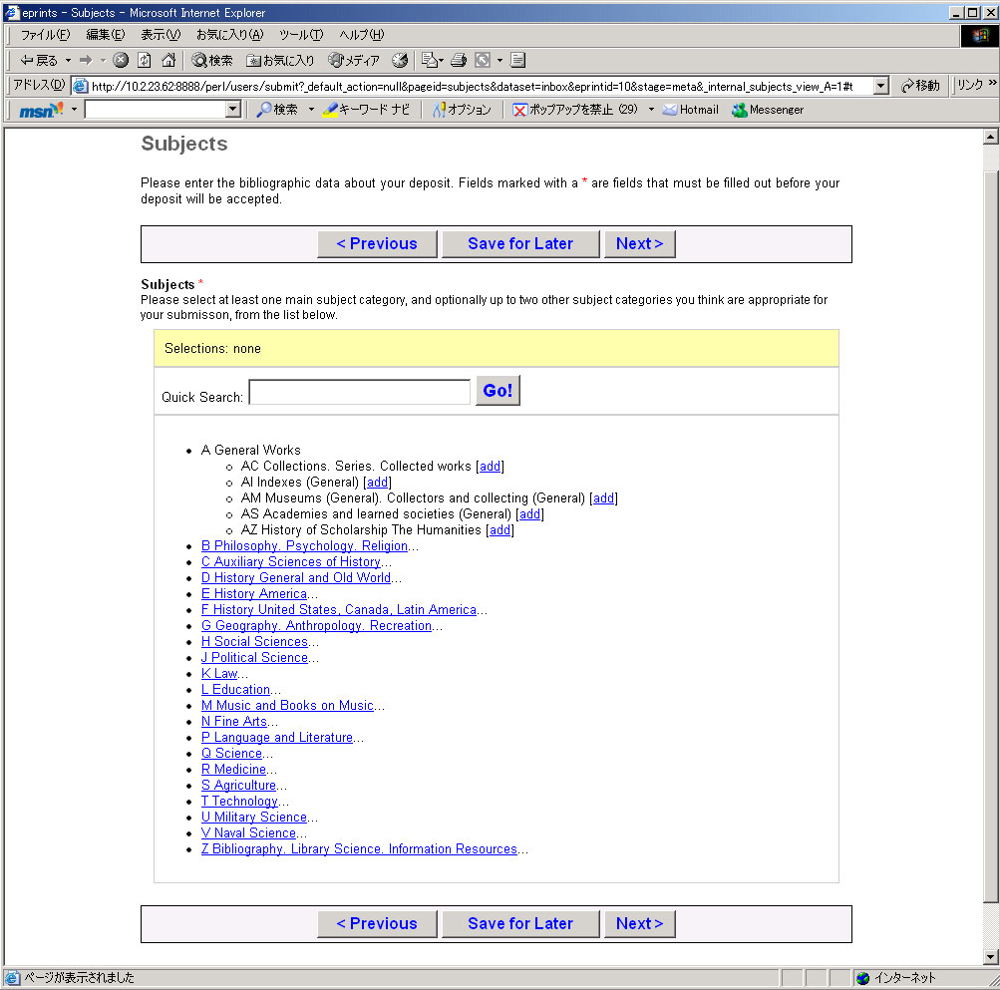 eprints - Subjects - Microsoft Internet Explorer
ファイル(F) 編集(E) 表示(V) お気に入り(A) ツール(T) ヘルプ(H)
戻る 検索 お気に入り メディア
アドレス(D) http://10.2.23.62:8888/perl/users/submit?_default_action=null&pageid=subjects&dataset=inbox&eprintid=10&stage=meta&_internal_subjects_view_A=1#t 移動 リンク »
msn 検索 キーワード ナビ オプション ポップアップを禁止 (29) Hotmail Messenger
Subjects
Please enter the bibliographic data about your deposit. Fields marked with a * are fields that must be filled out before your
deposit will be accepted.
< Previous Save for Later Next >
Subjects *
Please select at least one main subject category, and optionally up to two other subject categories you think are appropriate for
your submisson, from the list below.
Selections: none
Quick Search: Go!
A General Works
AC Collections. Series. Collected works [add]
AI Indexes (General) [add]
AM Museums (General). Collectors and collecting (General) [add]
AS Academies and learned societies (General) [add]
AZ History of Scholarship The Humanities [add]
B Philosophy. Psychology. Religion...
C Auxiliary Sciences of History...
D History General and Old World...
E History America...
F History United States, Canada, Latin America...
G Geography. Anthropology. Recreation...
H Social Sciences...
J Political Science...
K Law...
L Education...
M Music and Books on Music...
N Fine Arts...
P Language and Literature...
Q Science...
R Medicine...
S Agriculture...
T Technology...
U Military Science...
V Naval Science...
Z Bibliography. Library Science. Information Resources...
< Previous Save for Later Next >
ページが表示されました インターネット